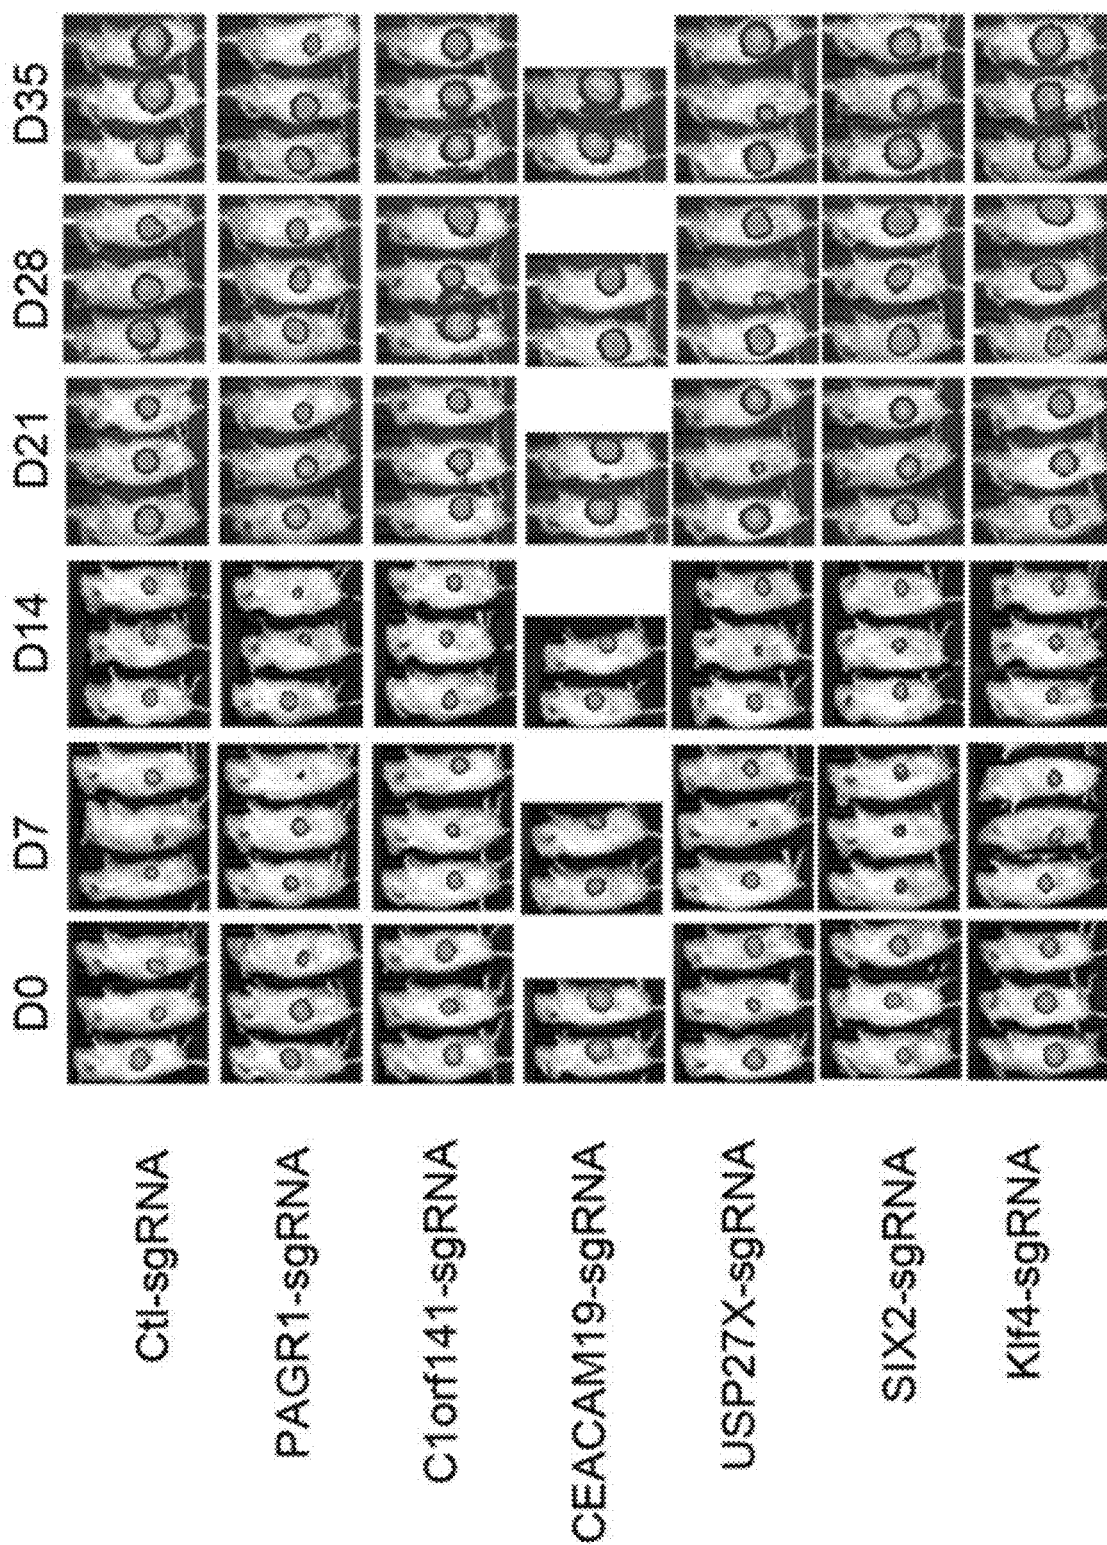 D0
D7
D14
D21
D28
D35
Ctl-sgRNA
PAGR1-sgRNA
C1orf141-sgRNA
CEACAM19-sgRNA
USP27X-sgRNA
SIX2-sgRNA
Klf4-sgRNA